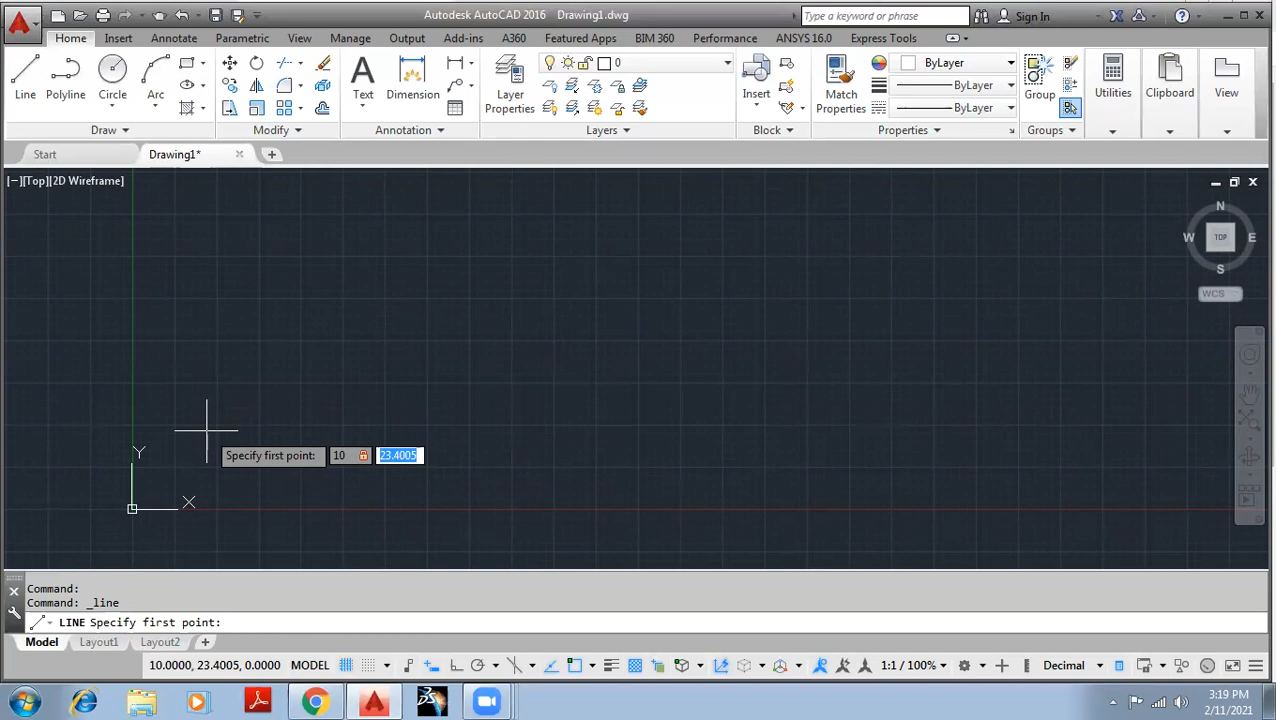 Autodesk AutoCAD 2016 Drawing1.dwg
Type a keyword or phrase
Sign In
Home Insert Annotate Parametric View Manage Output Add-ins A360 Featured Apps BIM 360 Performance ANSYS 16.0 Express Tools
Line Polyline Circle Arc
Text Dimension
Layer Properties
0
Insert
Match Properties
ByLayer
ByLayer
ByLayer
Group
Utilities Clipboard View
Draw Modify Annotation Layers Block Properties Groups
Start Drawing1*
[−][Top][2D Wireframe]
N
W TOP E
S
WCS
Y
X
Specify first point: 10 23.4005
Command:
Command: _line
LINE Specify first point:
Model Layout1 Layout2
10.0000, 23.4005, 0.0000 MODEL 1:1 / 100% Decimal
3:19 PM
2/11/2021